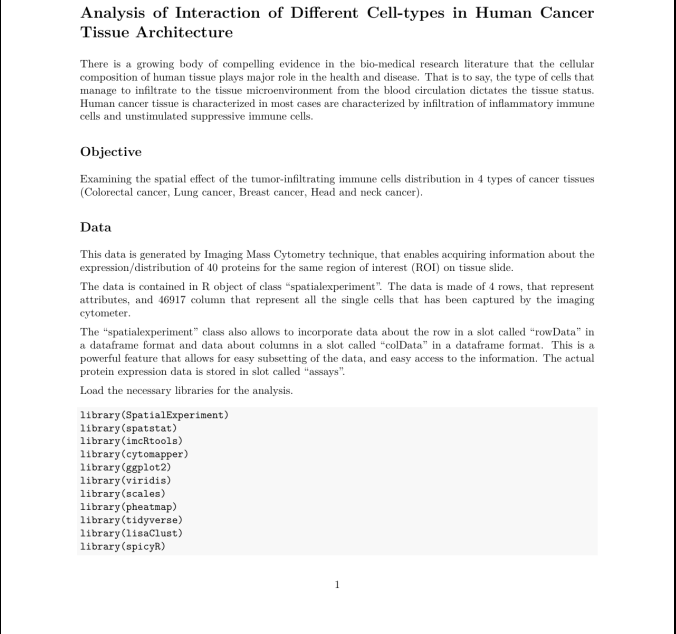 Analysis of Interaction of Different Cell-types in Human Cancer
Tissue Architecture
There is a growing body of compelling evidence in the bio-medical research literature that the cellular
composition of human tissue plays major role in the health and disease. That is to say, the type of cells that
manage to infiltrate to the tissue microenvironment from the blood circulation dictates the tissue status.
Human cancer tissue is characterized in most cases are characterized by infiltration of inflammatory immune
cells and unstimulated suppressive immune cells.
Objective
Examining the spatial effect of the tumor-infiltrating immune cells distribution in 4 types of cancer tissues
(Colorectal cancer, Lung cancer, Breast cancer, Head and neck cancer).
Data
This data is generated by Imaging Mass Cytometry technique, that enables acquiring information about the
expression/distribution of 40 proteins for the same region of interest (ROI) on tissue slide.
The data is contained in R object of class “spatialexperiment”. The data is made of 4 rows, that represent
attributes, and 46917 column that represent all the single cells that has been captured by the imaging
cytometer.
The “spatialexperiment” class also allows to incorporate data about the row in a slot called “rowData” in
a dataframe format and data about columns in a slot called “colData” in a dataframe format. This is a
powerful feature that allows for easy subsetting of the data, and easy access to the information. The actual
protein expression data is stored in slot called “assays”.
Load the necessary libraries for the analysis.
library(SpatialExperiment)
library(spatstat)
library(imcRtools)
library(cytomapper)
library(ggplot2)
library(viridis)
library(scales)
library(pheatmap)
library(tidyverse)
library(lisaClust)
library(spicyR)
1